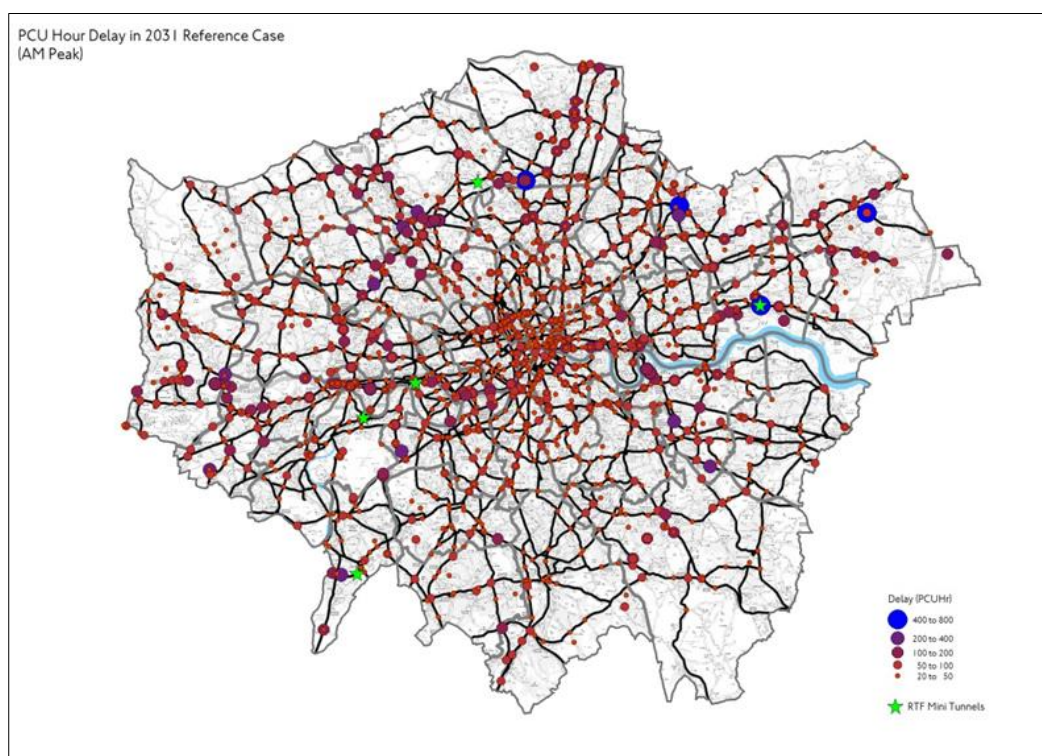 PCU Hour Delay in 2031 Reference Case
(AM Peak)
Delay (PCUHr)
400 to 800
200 to 400
100 to 200
50 to 100
20 to 50
RTF Mini Tunnels